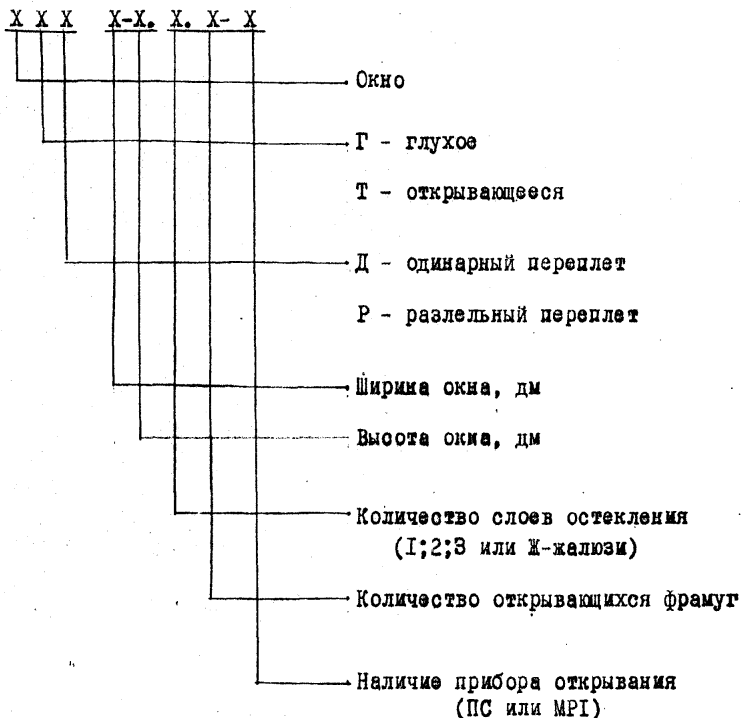 Х Х Х Х-Х. Х. Х- Х
Окно
Г - глухое
Т - открывающееся
Д - одинарный переплет
Р - разлельный переплет
Ширина окна, дм
Высота окна, дм
Количество слоев остекления
(I;2;3 или Ж-жалюзи)
Количество открывающихся фрамуг
Наличие прибора открывания
(ПС или МРI)